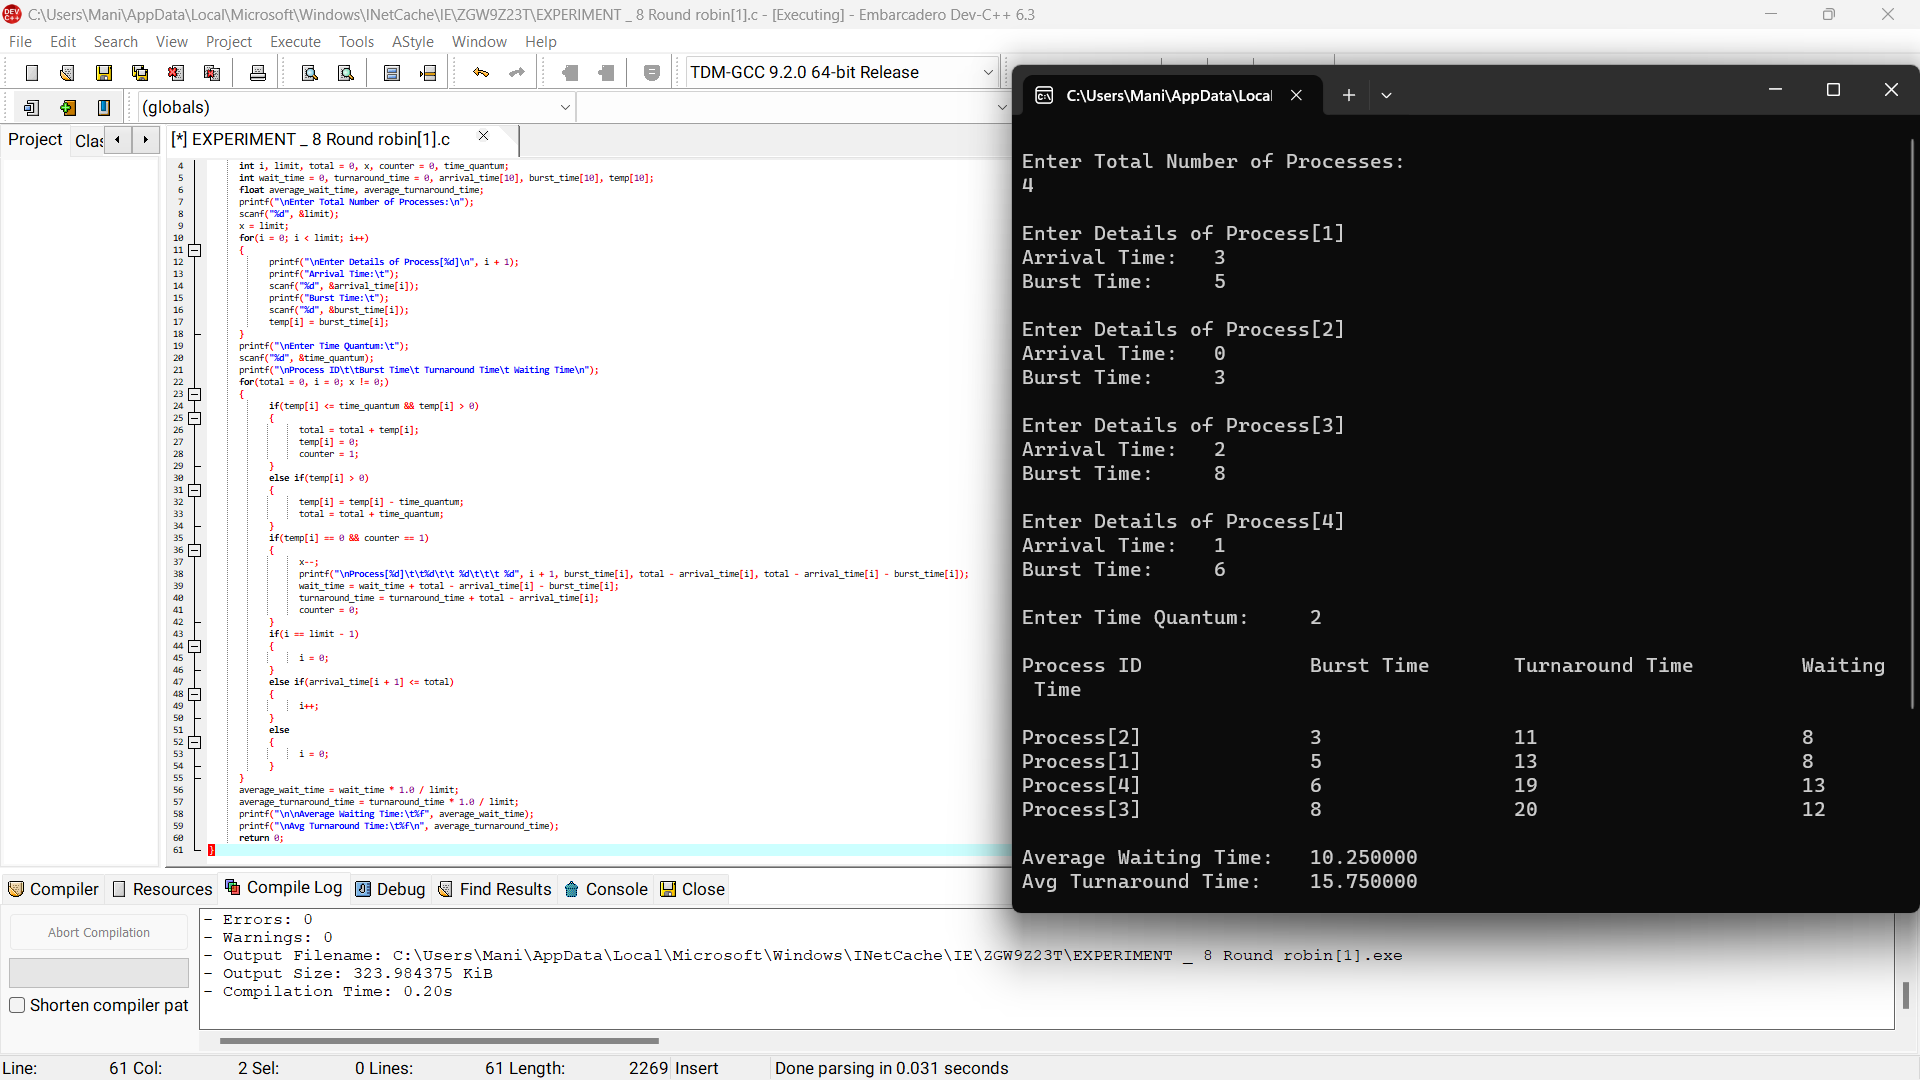 C:\Users\Mani\AppData\Local\Microsoft\Windows\INetCache\IE\ZGW9Z23T\EXPERIMENT _ 8 Round robin[1].c - [Executing] - Embarcadero Dev-C++ 6.3
File Edit Search View Project Execute Tools AStyle Window Help
TDM-GCC 9.2.0 64-bit Release
(globals)
Project Clas
[*] EXPERIMENT _ 8 Round robin[1].c
4 int i, limit, total = 0, x, counter = 0, time_quantum;
5 int wait_time = 0, turnaround_time = 0, arrival_time[10], burst_time[10], temp[10];
6 float average_wait_time, average_turnaround_time;
7 printf("\nEnter Total Number of Processes:\n");
8 scanf("%d", &limit);
9 x = limit;
10 for(i = 0; i < limit; i++)
11 {
12 printf("\nEnter Details of Process[%d]\n", i + 1);
13 printf("Arrival Time:\t");
14 scanf("%d", &arrival_time[i]);
15 printf("Burst Time:\t");
16 scanf("%d", &burst_time[i]);
17 temp[i] = burst_time[i];
18 }
19 printf("\nEnter Time Quantum:\t");
20 scanf("%d", &time_quantum);
21 printf("\nProcess ID\t\tBurst Time\t Turnaround Time\t Waiting Time\n");
22 for(total = 0, i = 0; x != 0;)
23 {
24 if(temp[i] <= time_quantum && temp[i] > 0)
25 {
26 total = total + temp[i];
27 temp[i] = 0;
28 counter = 1;
29 }
30 else if(temp[i] > 0)
31 {
32 temp[i] = temp[i] - time_quantum;
33 total = total + time_quantum;
34 }
35 if(temp[i] == 0 && counter == 1)
36 {
37 x--;
38 printf("\nProcess[%d]\t\t%d\t\t %d\t\t\t %d", i + 1, burst_time[i], total - arrival_time[i], total - arrival_time[i] - burst_time[i]);
39 wait_time = wait_time + total - arrival_time[i] - burst_time[i];
40 turnaround_time = turnaround_time + total - arrival_time[i];
41 counter = 0;
42 }
43 if(i == limit - 1)
44 {
45 i = 0;
46 }
47 else if(arrival_time[i + 1] <= total)
48 {
49 i++;
50 }
51 else
52 {
53 i = 0;
54 }
55 }
56 average_wait_time = wait_time * 1.0 / limit;
57 average_turnaround_time = turnaround_time * 1.0 / limit;
58 printf("\n\nAverage Waiting Time:\t%f", average_wait_time);
59 printf("\nAvg Turnaround Time:\t%f\n", average_turnaround_time);
60 return 0;
61 }
C:\Users\Mani\AppData\Local
Enter Total Number of Processes:
4
Enter Details of Process[1]
Arrival Time: 3
Burst Time: 5
Enter Details of Process[2]
Arrival Time: 0
Burst Time: 3
Enter Details of Process[3]
Arrival Time: 2
Burst Time: 8
Enter Details of Process[4]
Arrival Time: 1
Burst Time: 6
Enter Time Quantum: 2
Process ID Burst Time Turnaround Time Waiting
Time
Process[2] 3 11 8
Process[1] 5 13 8
Process[4] 6 19 13
Process[3] 8 20 12
Average Waiting Time: 10.250000
Avg Turnaround Time: 15.750000
Compiler Resources Compile Log Debug Find Results Console Close
Abort Compilation
Shorten compiler pat
- Errors: 0
- Warnings: 0
- Output Filename: C:\Users\Mani\AppData\Local\Microsoft\Windows\INetCache\IE\ZGW9Z23T\EXPERIMENT _ 8 Round robin[1].exe
- Output Size: 323.984375 KiB
- Compilation Time: 0.20s
Line: 61 Col: 2 Sel: 0 Lines: 61 Length: 2269 Insert Done parsing in 0.031 seconds